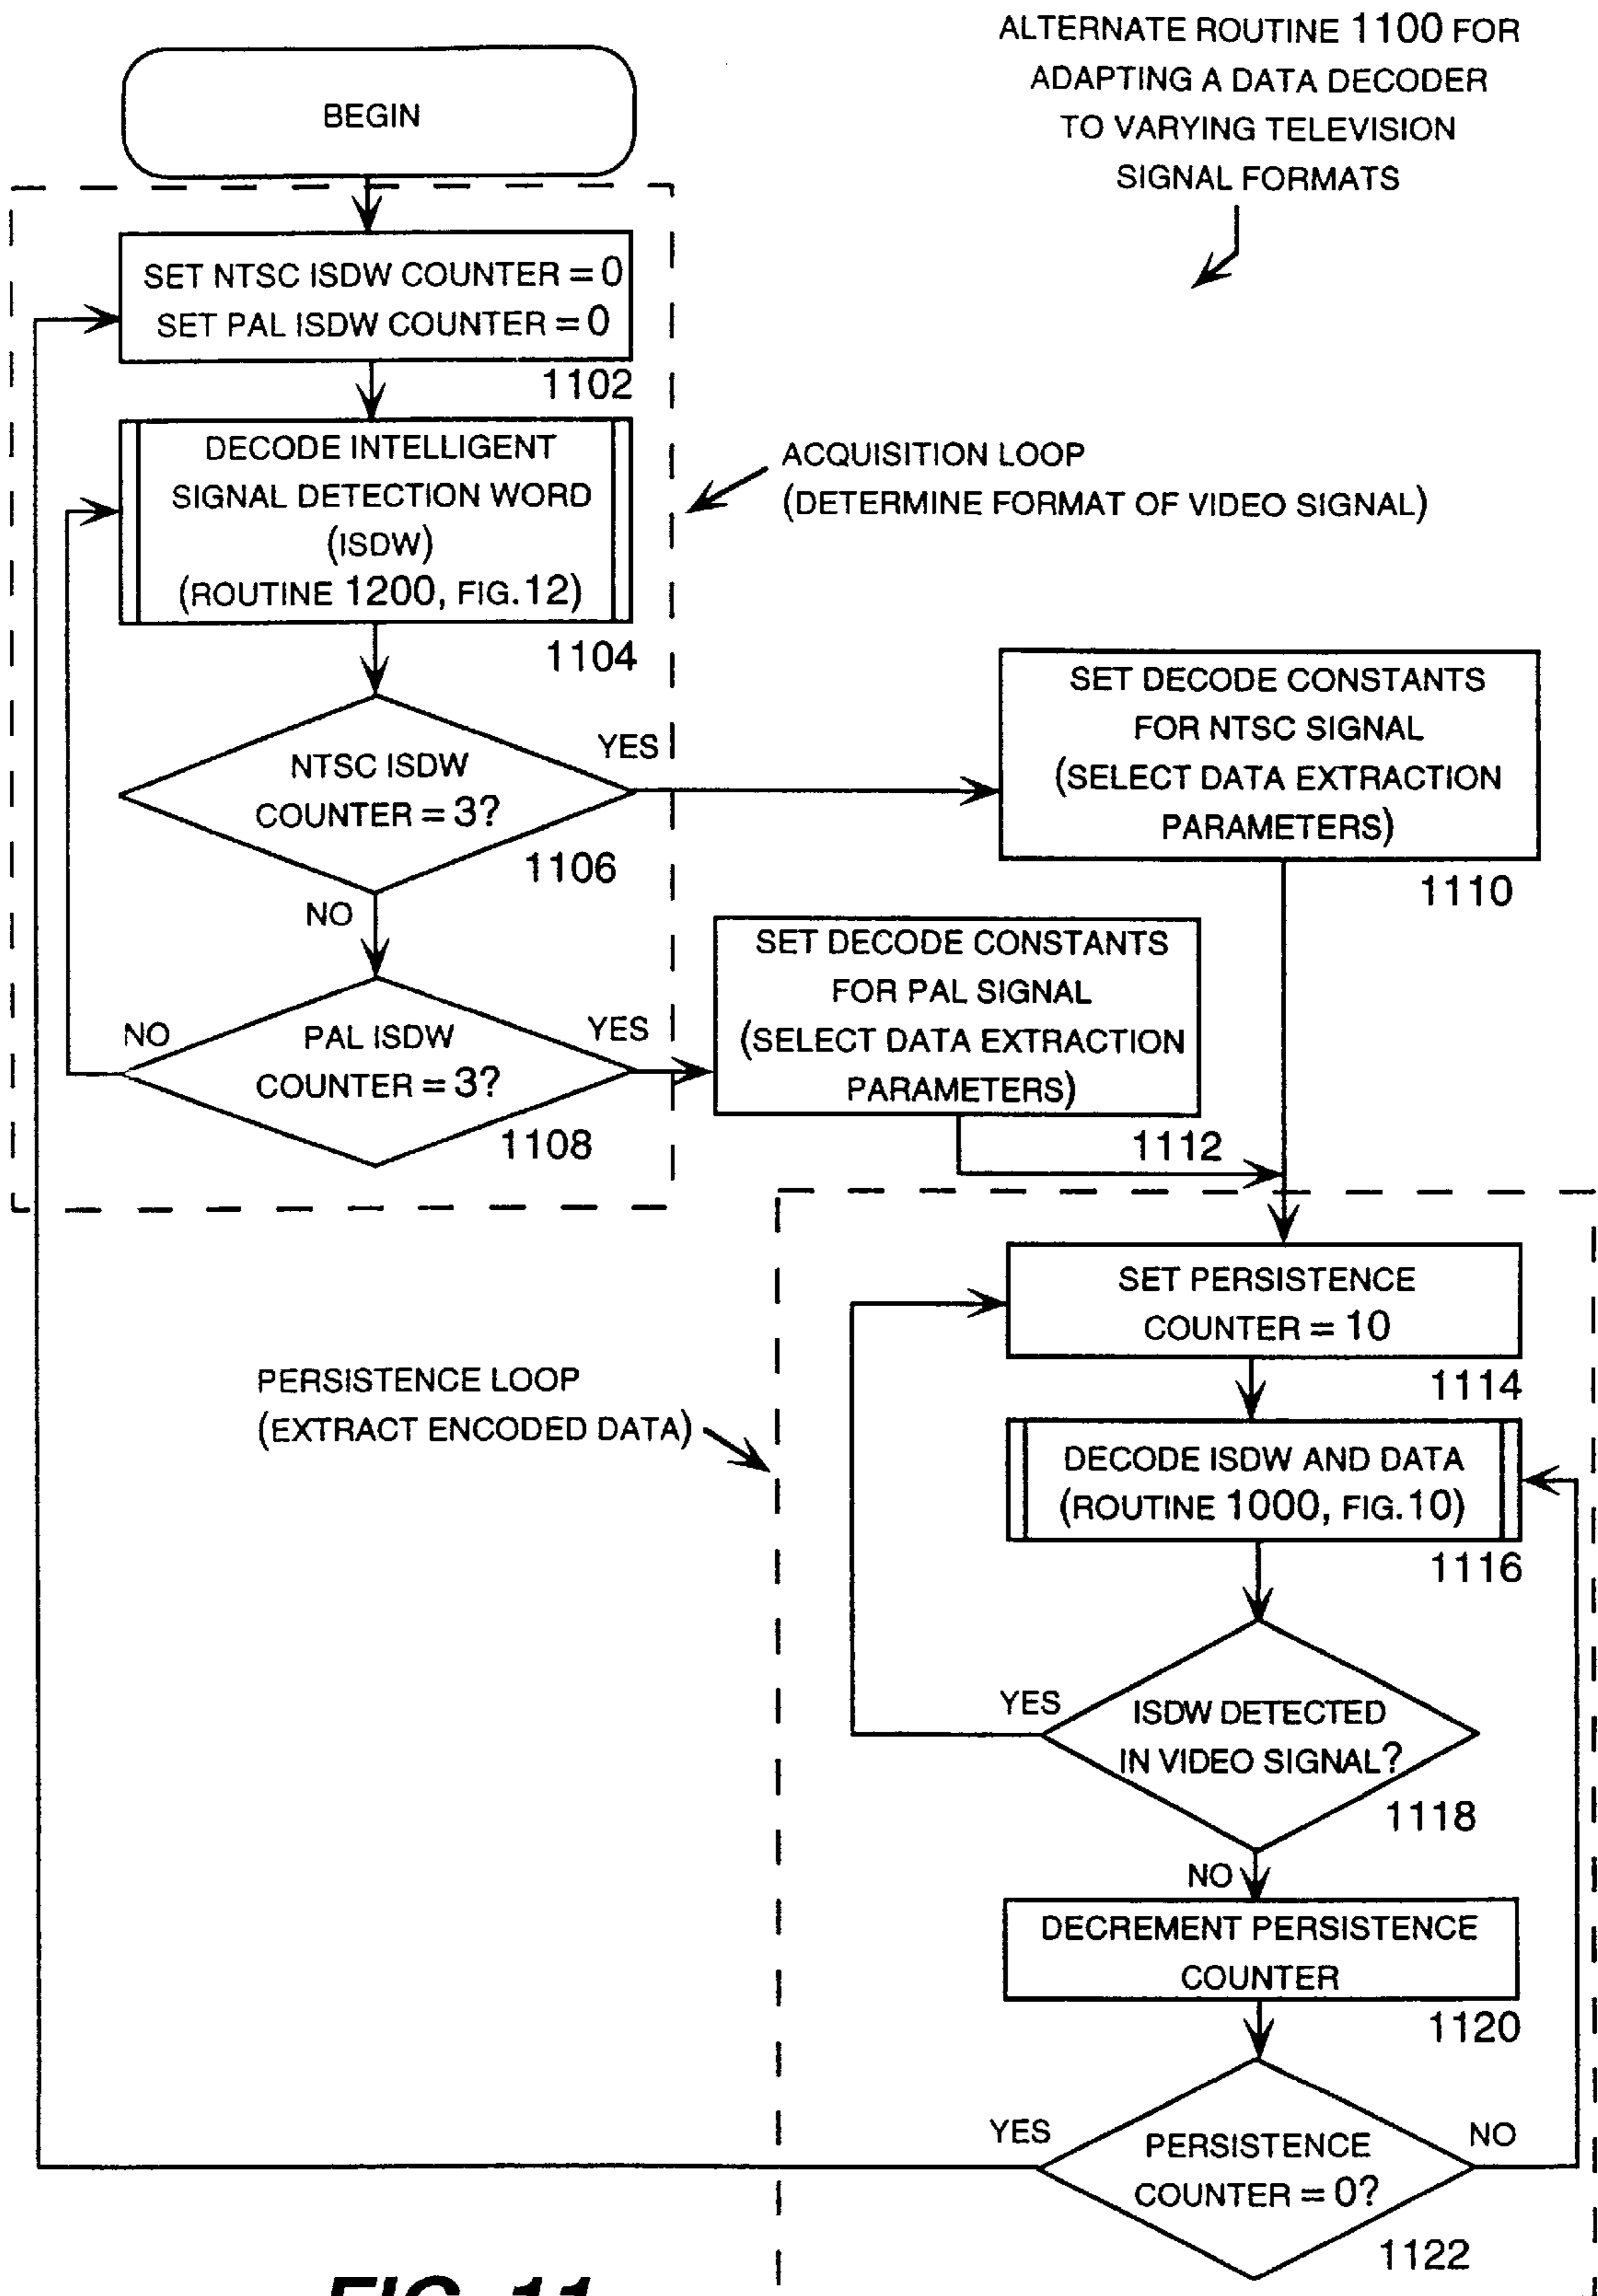 ALTERNATE ROUTINE 1100 FOR
ADAPTING A DATA DECODER
TO VARYING TELEVISION
SIGNAL FORMATS
BEGIN
SET NTSC ISDW COUNTER = 0
SET PAL ISDW COUNTER = 0
1102
DECODE INTELLIGENT
SIGNAL DETECTION WORD
(ISDW)
(ROUTINE 1200, FIG.12)
1104
ACQUISITION LOOP
(DETERMINE FORMAT OF VIDEO SIGNAL)
NTSC ISDW
COUNTER = 3?
YES
1106
NO
SET DECODE CONSTANTS
FOR NTSC SIGNAL
(SELECT DATA EXTRACTION
PARAMETERS)
1110
PAL ISDW
COUNTER = 3?
NO
YES
1108
SET DECODE CONSTANTS
FOR PAL SIGNAL
(SELECT DATA EXTRACTION
PARAMETERS)
1112
PERSISTENCE LOOP
(EXTRACT ENCODED DATA)
SET PERSISTENCE
COUNTER = 10
1114
DECODE ISDW AND DATA
(ROUTINE 1000, FIG.10)
1116
YES
ISDW DETECTED
IN VIDEO SIGNAL?
1118
NO
DECREMENT PERSISTENCE
COUNTER
1120
YES
PERSISTENCE
COUNTER = 0?
NO
1122
FIG. 11